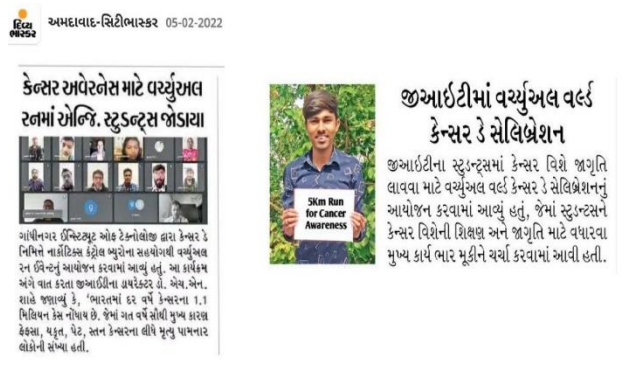 દિવ્ય
ભાસ્કર
અમદાવાદ-સિટીભાસ્કર 05-02-2022
કેન્સર અવેરનેસ માટે વર્ચ્યુઅલ
રનમાં એન્જિ. સ્ટુડન્ટ્સ જોડાયા
9
ગાંધીનગર ઈન્સ્ટિટ્યુટ ઓફ ટેક્નોલોજી દ્વારા કેન્સર ડે
નિમિત્તે નાર્કોટિક્સ કંટ્રોલ બ્યુરોના સહયોગથી વર્ચ્યુઅલ
રન ઈવેન્ટનું આયોજન કરવામાં આવ્યું હતું. આ કાર્યક્રમ
અંગે વાત કરતા જીઆઈટીના ડાયરેક્ટર ડૉ. એચ.એન.
શાહે જણાવ્યું કે, 'ભારતમાં દર વર્ષે કેન્સરના 1.1
મિલિયન કેસ નોંધાય છે. જેમાં ગત વર્ષે સૌથી મુખ્ય કારણ
ફેફસા, યકૃત, પેટ, સ્તન કેન્સરના લીધે મૃત્યુ પામનાર
લોકોની સંખ્યા હતી.
5Km Run
for Cancer
Awareness
જીઆઇટીમાં વર્ચ્યુઅલ વર્લ્ડ
કેન્સર ડે સેલિબ્રેશન
જીઆઇટીના સ્ટુડન્ટ્સમાં કેન્સર વિશે જાગૃતિ
લાવવા માટે વર્ચ્યુઅલ વર્લ્ડ કેન્સર ડે સેલિબ્રેશનનું
આયોજન કરવામાં આવ્યું હતું, જેમાં સ્ટુડન્ટસને
કેન્સર વિશેની શિક્ષણ અને જાગૃતિ માટે વધારવા
મુખ્ય કાર્ય ભાર મૂકીને ચર્ચા કરવામાં આવી હતી.